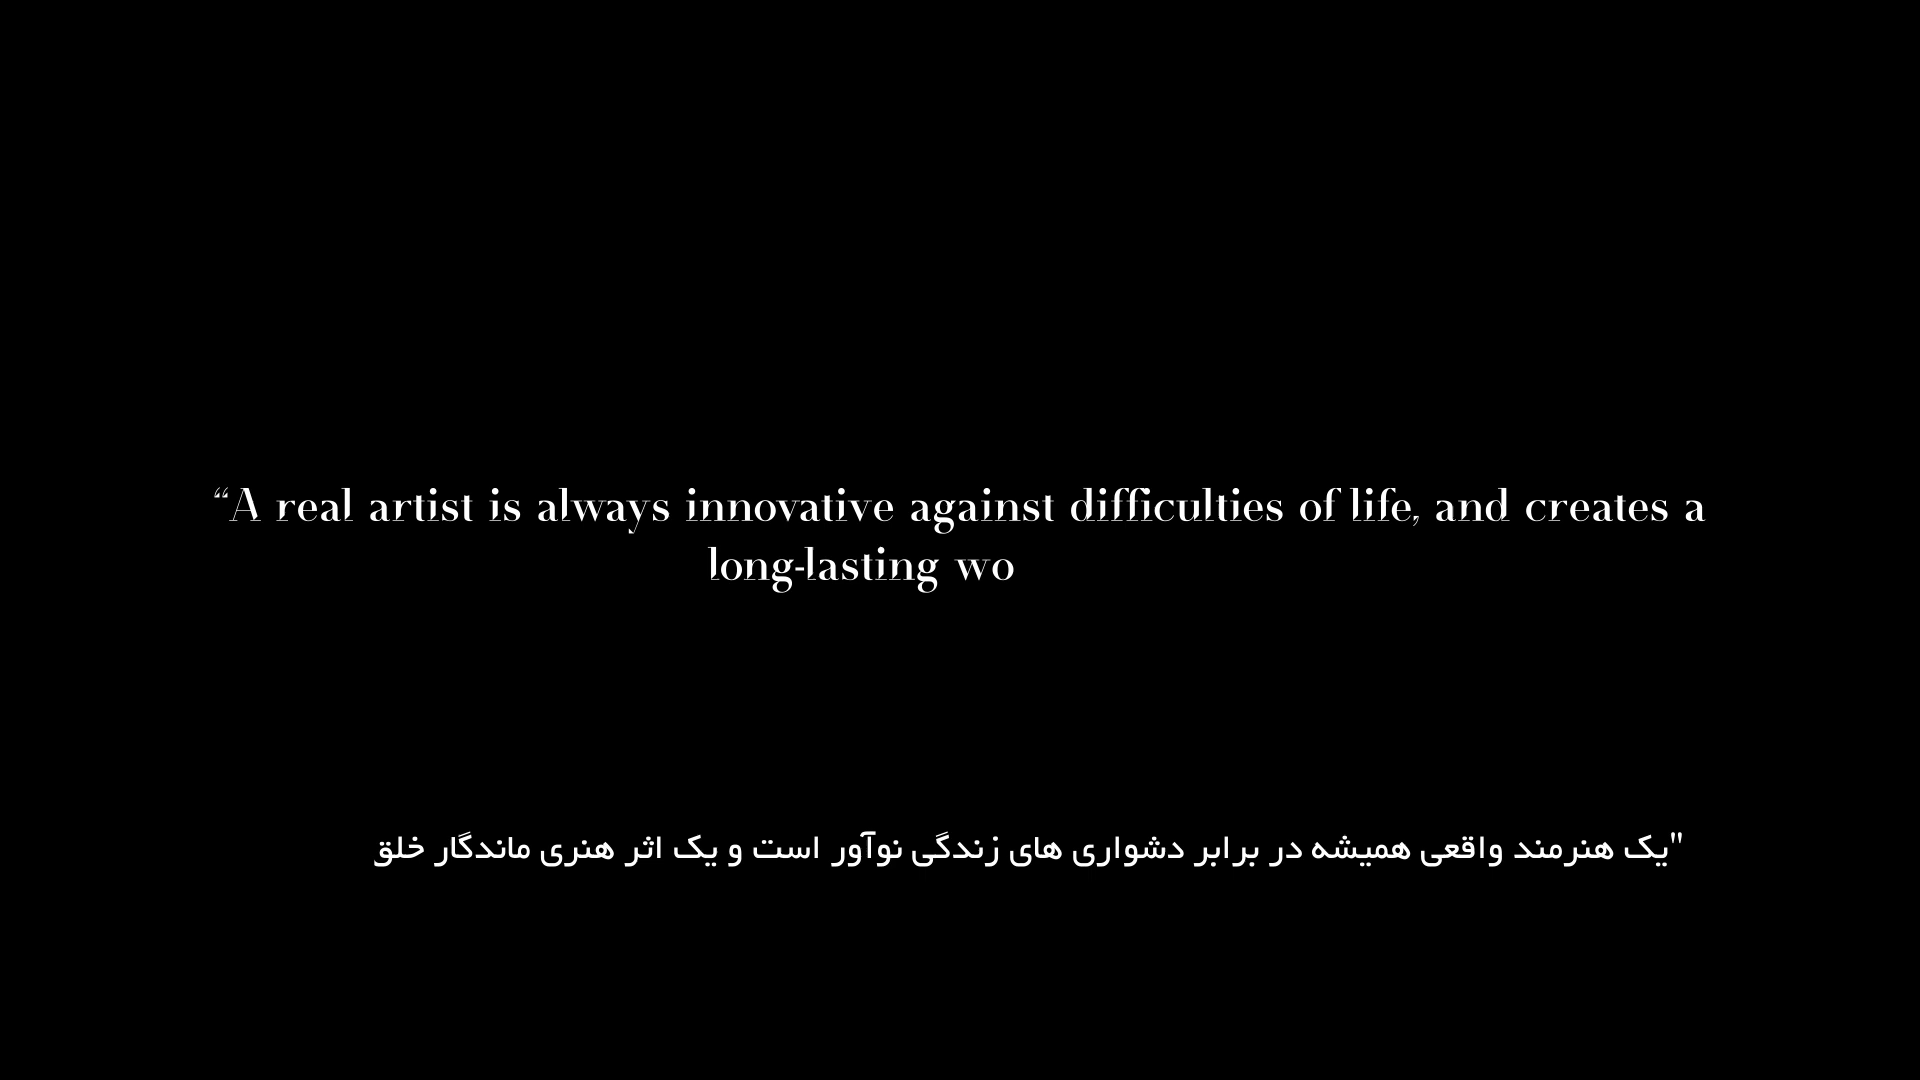 “A real artist is always innovative against difficulties of life, and creates a
long-lasting wo
"یک هنرمند واقعی همیشه در برابر دشواری های زندگی نوآور است و یک اثر هنری ماندگار خلق